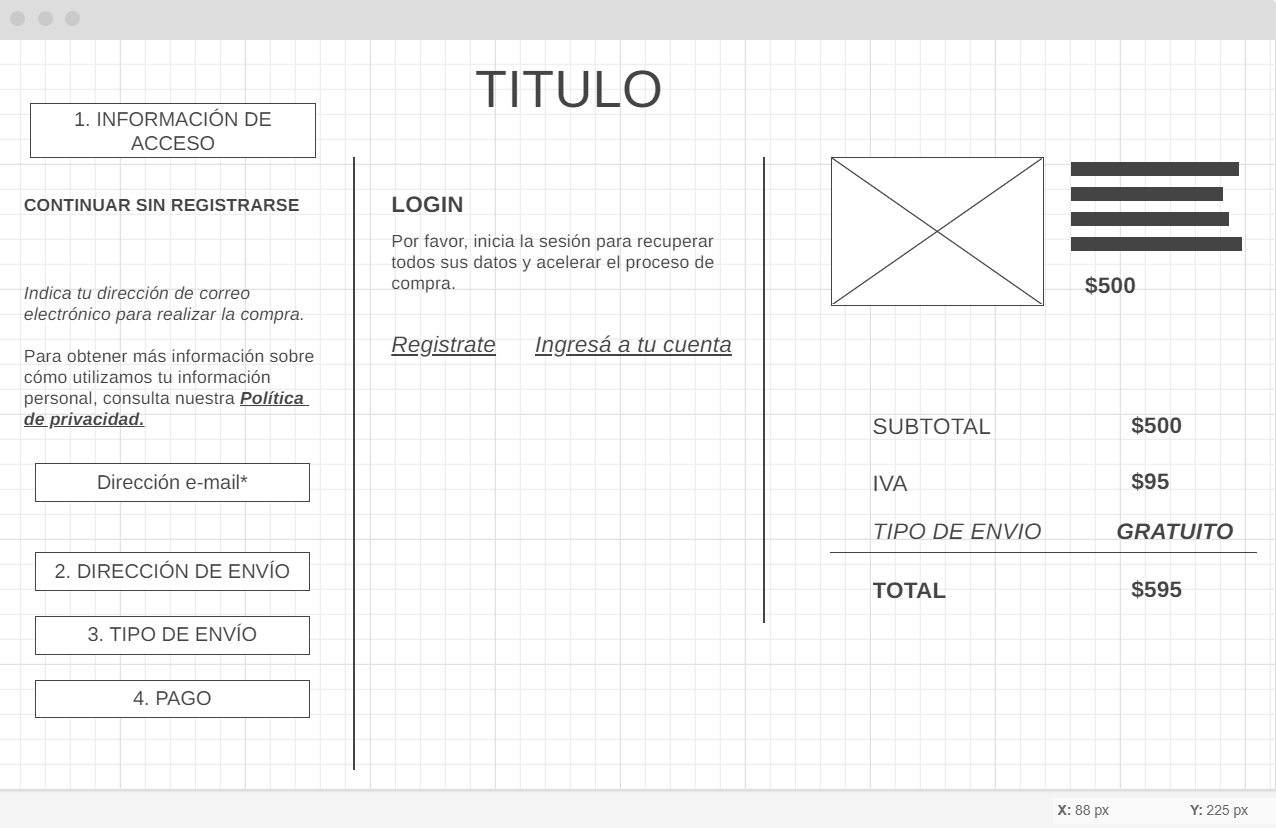 TITULO
1. INFORMACIÓN DE
ACCESO
CONTINUAR SIN REGISTRARSE
Indica tu dirección de correo
electrónico para realizar la compra.
Para obtener más información sobre
cómo utilizamos tu información
personal, consulta nuestra Política
de privacidad.
Dirección e-mail*
2. DIRECCIÓN DE ENVÍO
3. TIPO DE ENVÍO
4. PAGO
LOGIN
Por favor, inicia la sesión para recuperar
todos sus datos y acelerar el proceso de
compra.
Registrate Ingresá a tu cuenta
$500
SUBTOTAL $500
IVA $95
TIPO DE ENVIO GRATUITO
TOTAL $595
X: 88 px Y: 225 px